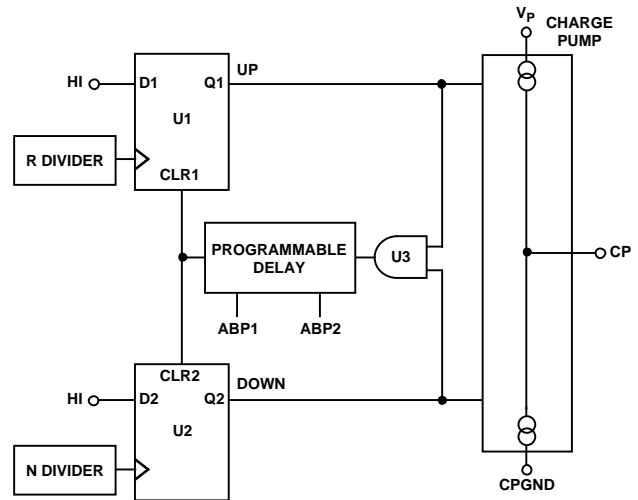 V_P
CHARGE
PUMP
UP
HI
D1
Q1
U1
R DIVIDER
CLR1
PROGRAMMABLE
DELAY
U3
CP
ABP1
ABP2
CLR2
DOWN
HI
D2
Q2
U2
N DIVIDER
CPGND